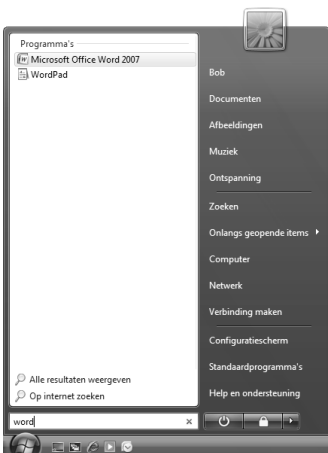 Programma's
Microsoft Office Word 2007
WordPad
Alle resultaten weergeven
Op internet zoeken
word
Bob
Documenten
Afbeeldingen
Muziek
Ontspanning
Zoeken
Onlangs geopende items
Computer
Netwerk
Verbinding maken
Configuratiescherm
Standaardprogramma's
Help en ondersteuning